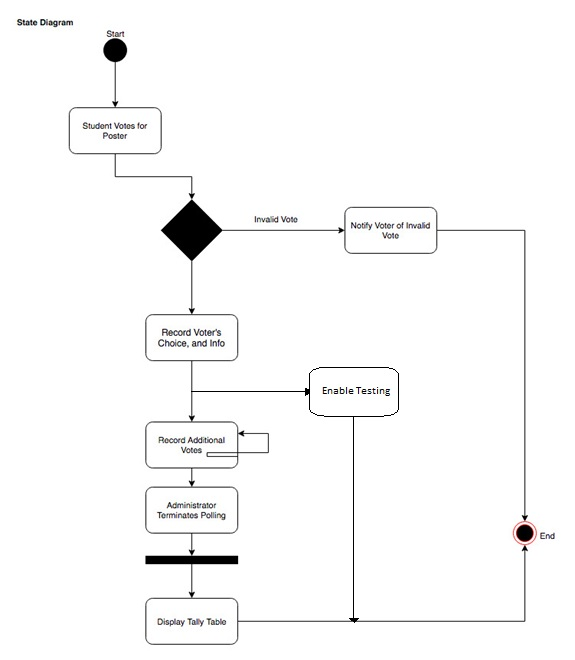 State Diagram
Start
Student Votes for
Poster
Invalid Vote
Notify Voter of Invalid
Vote
Record Voter's
Choice, and Info
Enable Testing
Record Additional
Votes
Administrator
Terminates Polling
End
Display Tally Table